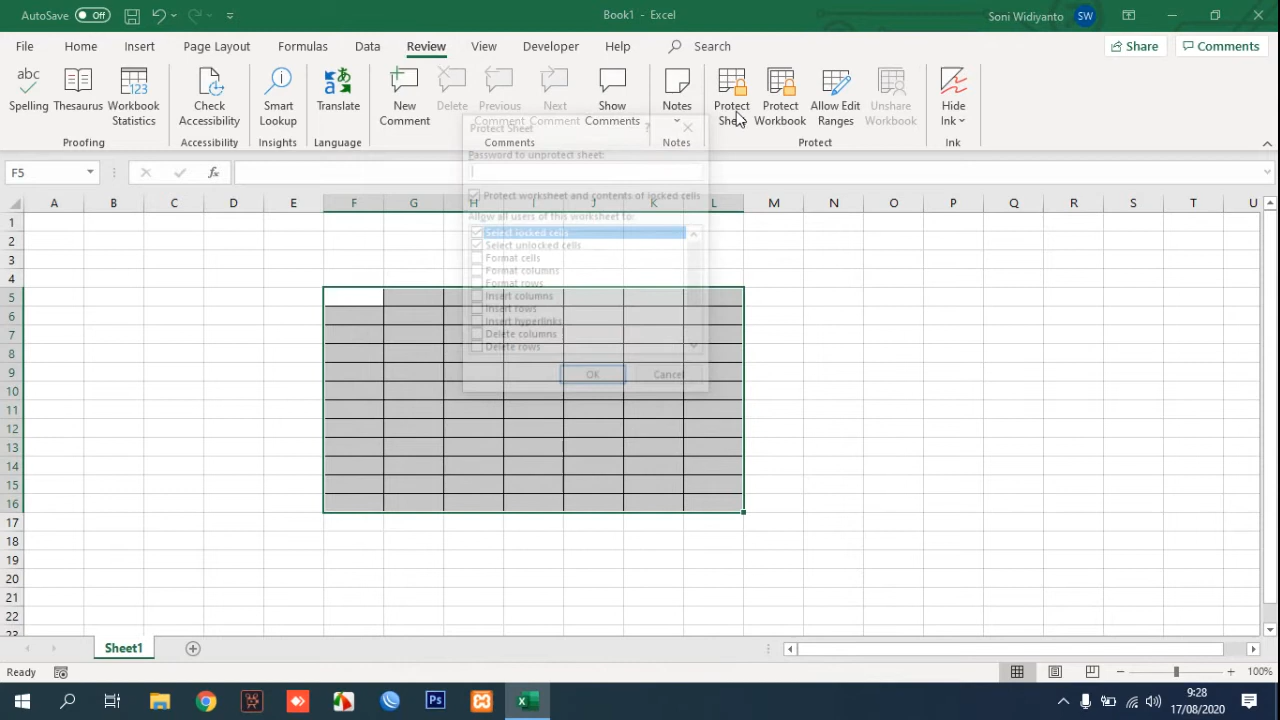 AutoSave Off Book1 - Excel Soni Widiyanto SW
File Home Insert Page Layout Formulas Data Review View Developer Help Search Share Comments
abc
123
Spelling Thesaurus Workbook Statistics Check Accessibility Smart Lookup Translate New Comment Delete Previous Comment Next Comment Show Comments Notes Protect Sheet Protect Workbook Allow Edit Ranges Unshare Workbook Hide Ink
Proofing Accessibility Insights Language Comments Notes Protect Ink
F5 fx
Protect Sheet ?
Password to unprotect sheet:
Protect worksheet and contents of locked cells
Allow all users of this worksheet to:
Select locked cells
Select unlocked cells
Format cells
Format columns
Format rows
Insert columns
Insert rows
Insert hyperlinks
Delete columns
Delete rows
OK Cancel
A B C D E F G H I J K L M N O P Q R S T U
1
2
3
4
5
6
7
8
9
10
11
12
13
14
15
16
17
18
19
20
21
22
23
Sheet1
Ready 100%
Ps
9:28
17/08/2020